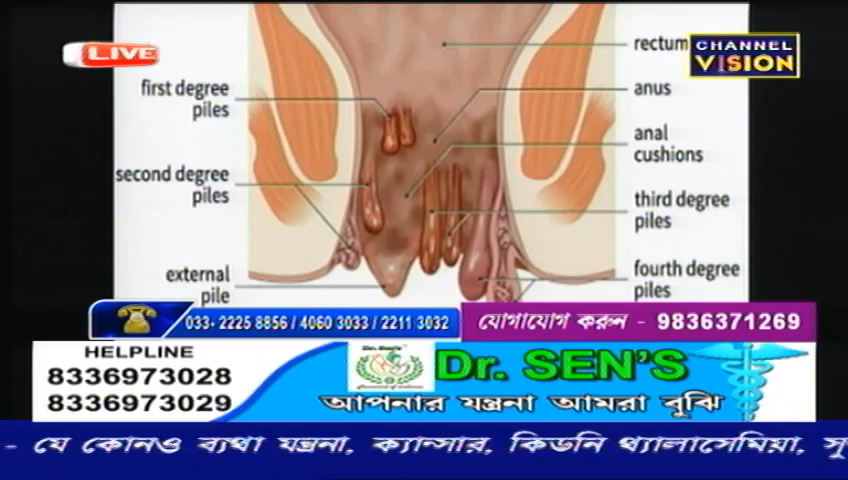 LIVE
CHANNEL
VISION
rectum
first degree
piles
anus
anal
cushions
second degree
piles
third degree
piles
external
pile
fourth degree
piles
033- 2225 8856 / 4060 3033 / 2211 3032
যোগাযোগ করুন - 9836371269
HELPLINE
8336973028
8336973029
Dr. SEN'S
আপনার যন্ত্রনা আমরা বুঝি
- যে কোনও ব্যথা যন্ত্রনা, ক্যান্সার, কিডনি থ্যালাসেমিয়া, সু